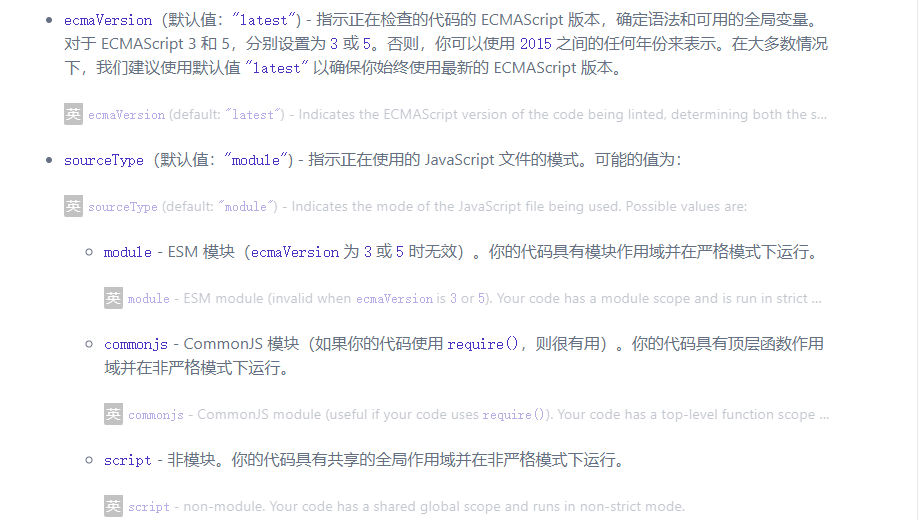 ecmaVersion（默认值："latest"）- 指示正在检查的代码的 ECMAScript 版本，确定语法和可用的全局变量。
对于 ECMAScript 3 和 5，分别设置为 3 或 5。否则，你可以使用 2015 之间的任何年份来表示。在大多数情况
下，我们建议使用默认值 "latest" 以确保你始终使用最新的 ECMAScript 版本。
英 ecmaVersion (default: "latest") - Indicates the ECMAScript version of the code being linted, determining both the s...
sourceType（默认值："module"）- 指示正在使用的 JavaScript 文件的模式。可能的值为：
英 sourceType (default: "module") - Indicates the mode of the JavaScript file being used. Possible values are:
module - ESM 模块（ecmaVersion 为 3 或 5 时无效）。你的代码具有模块作用域并在严格模式下运行。
英 module - ESM module (invalid when ecmaVersion is 3 or 5). Your code has a module scope and is run in strict ...
commonjs - CommonJS 模块（如果你的代码使用 require()，则很有用）。你的代码具有顶层函数作用
域并在非严格模式下运行。
英 commonjs - CommonJS module (useful if your code uses require()). Your code has a top-level function scope ...
script - 非模块。你的代码具有共享的全局作用域并在非严格模式下运行。
英 script - non-module. Your code has a shared global scope and runs in non-strict mode.